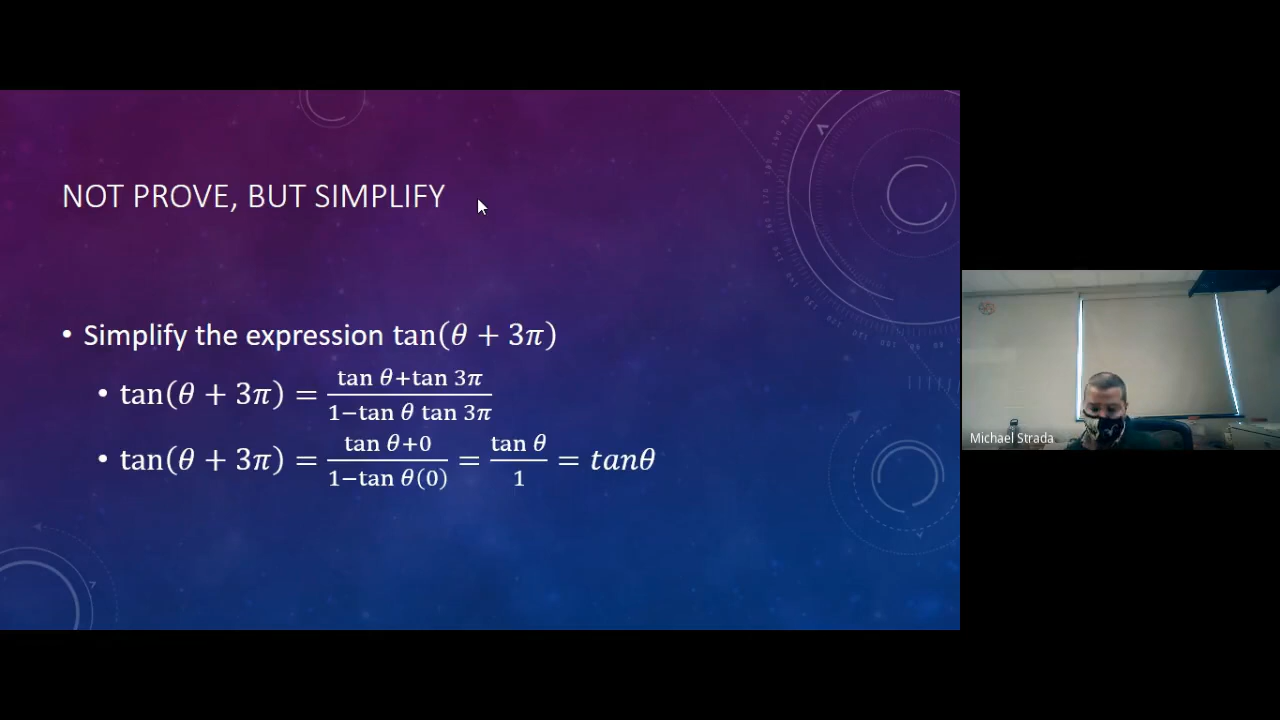 NOT PROVE, BUT SIMPLIFY
• Simplify the expression tan(θ + 3π)
• tan(θ + 3π) = (tan θ+tan 3π)/(1−tan θ tan 3π)
• tan(θ + 3π) = (tan θ+0)/(1−tan θ(0)) = (tan θ)/1 = tanθ
Michael Strada